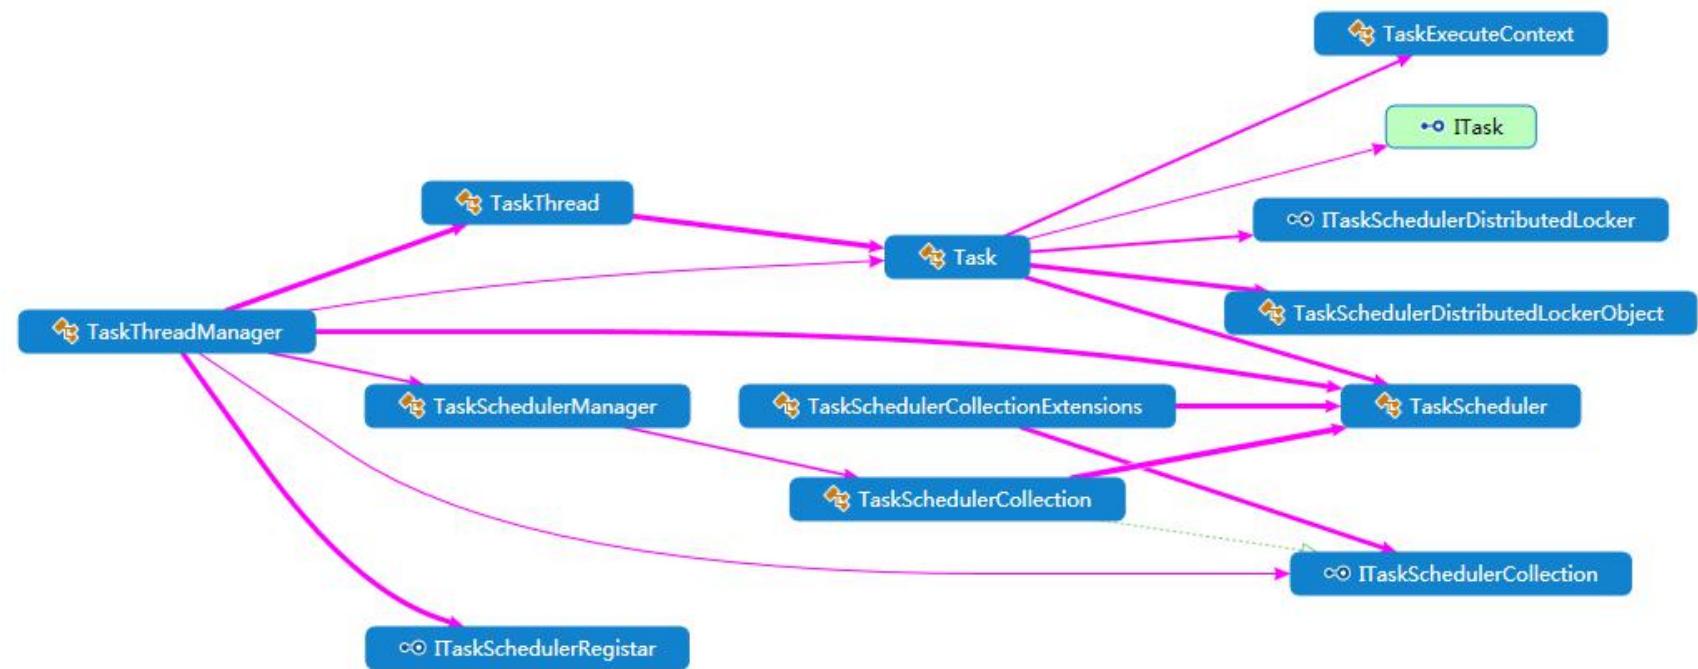 TaskExecuteContext
ITask
TaskThread
ITaskSchedulerDistributedLocker
Task
TaskSchedulerDistributedLockerObject
TaskThreadManager
TaskSchedulerManager
TaskSchedulerCollectionExtensions
TaskScheduler
TaskSchedulerCollection
ITaskSchedulerCollection
ITaskSchedulerRegistar